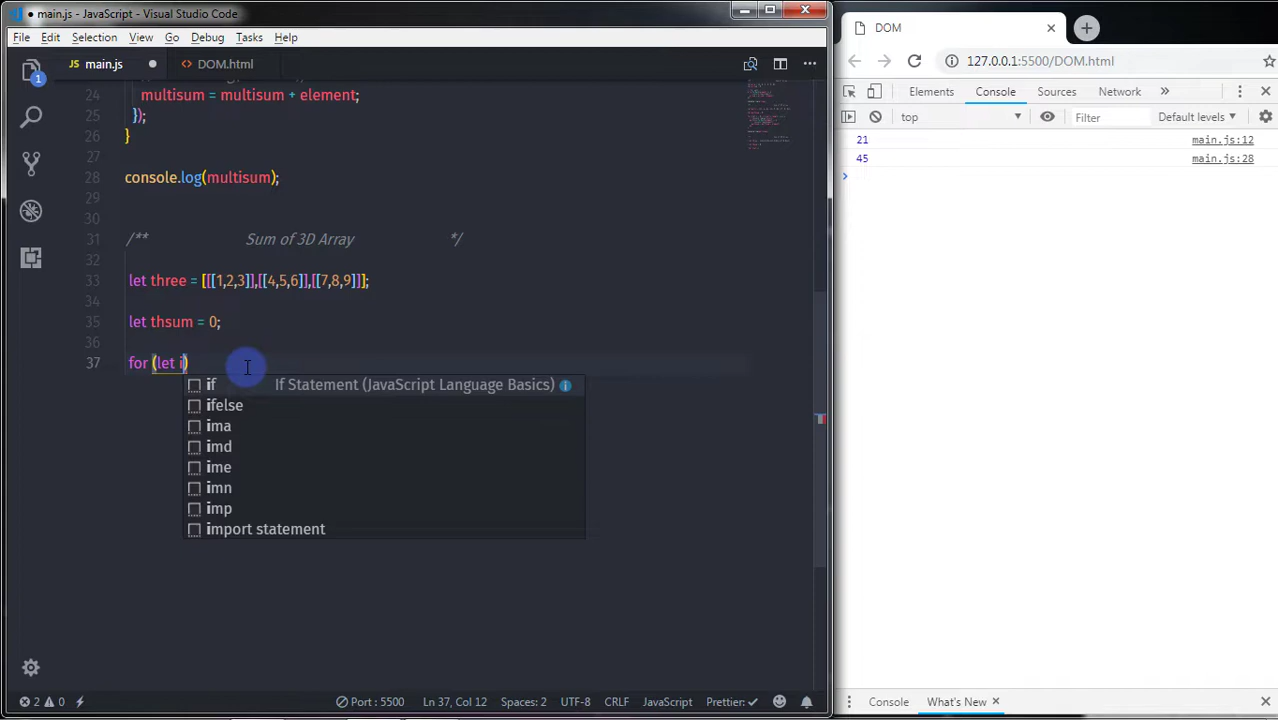 main.js - JavaScript - Visual Studio Code
File Edit Selection View Go Debug Tasks Help
JS main.js
<> DOM.html
1
24 multisum = multisum + element;
25 });
26 }
27
28 console.log(multisum);
29
30
31 /** Sum of 3D Array */
32
33 let three = [[[1,2,3]],[[4,5,6]],[[7,8,9]]];
34
35 let thsum = 0;
36
37 for (let i)
if If Statement (JavaScript Language Basics)
ifelse
ima
imd
ime
imn
imp
import statement
2 0 Port : 5500 Ln 37, Col 12 Spaces: 2 UTF-8 CRLF JavaScript Prettier:
DOM
127.0.0.1:5500/DOM.html
Elements Console Sources Network »
top Filter Default levels
21 main.js:12
45 main.js:28
Console What's New